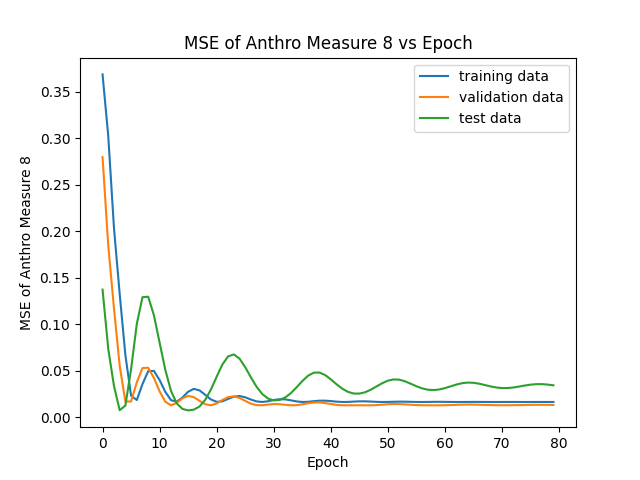 MSE of Anthro Measure 8 vs Epoch
training data
validation data
test data
MSE of Anthro Measure 8
0.35
0.30
0.25
0.20
0.15
0.10
0.05
0.00
0 10 20 30 40 50 60 70 80
Epoch